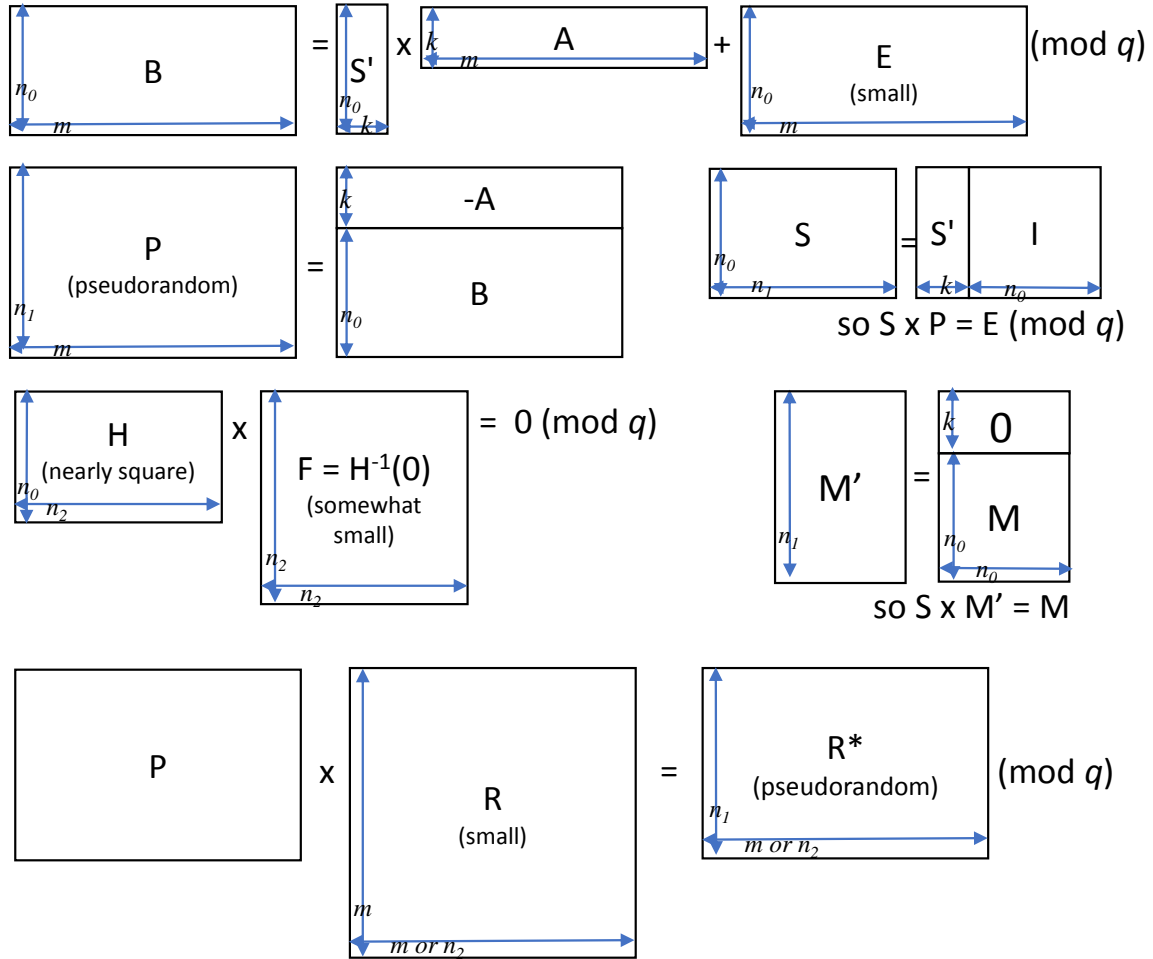 B = S' x A + E (mod q)
(small)
n₀ m n₀ k k m n₀ m
P = -A
(pseudorandom)
B
n₁ m k n₀
S = S' I
n₀ n₁ k n₀
so S x P = E (mod q)
H x F = H⁻¹(0) = 0 (mod q)
(nearly square) (somewhat
small)
n₀ n₂ n₂ n₂
M’ = 0
M
n₁ k n₀ n₀
so S x M’ = M
P x R = R* (mod q)
(small) (pseudorandom)
m m or n₂ n₁ m or n₂